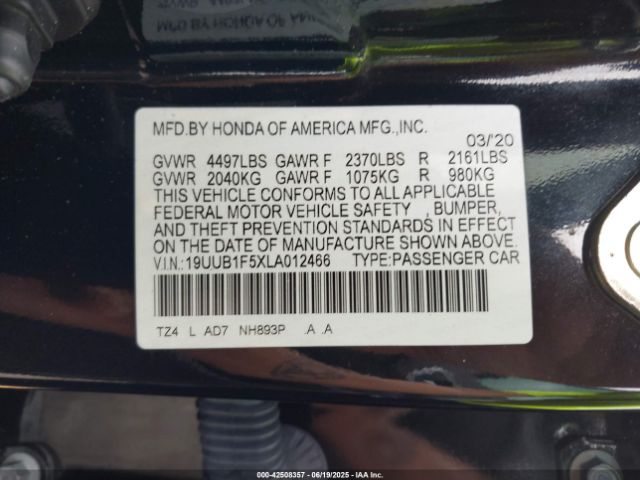 MFD.BY HONDA OF AMERICA MFG.,INC.
03/'20
GVWR 4497LBS GAWR F 2370LBS R 2161LBS
GVWR 2040KG GAWR F 1075KG R 980KG
THIS VEHICLE CONFORMS TO ALL APPLICABLE
FEDERAL MOTOR VEHICLE SAFETY , BUMPER,
AND THEFT PREVENTION STANDARDS IN EFFECT
ON THE DATE OF MANUFACTURE SHOWN ABOVE.
V.I.N.:19UUB1F5XLA012466 TYPE:PASSENGER CAR
TZ4 L AD7 NH893P .A .A
000-42508357 - 06/19/2025 - IAA Inc.